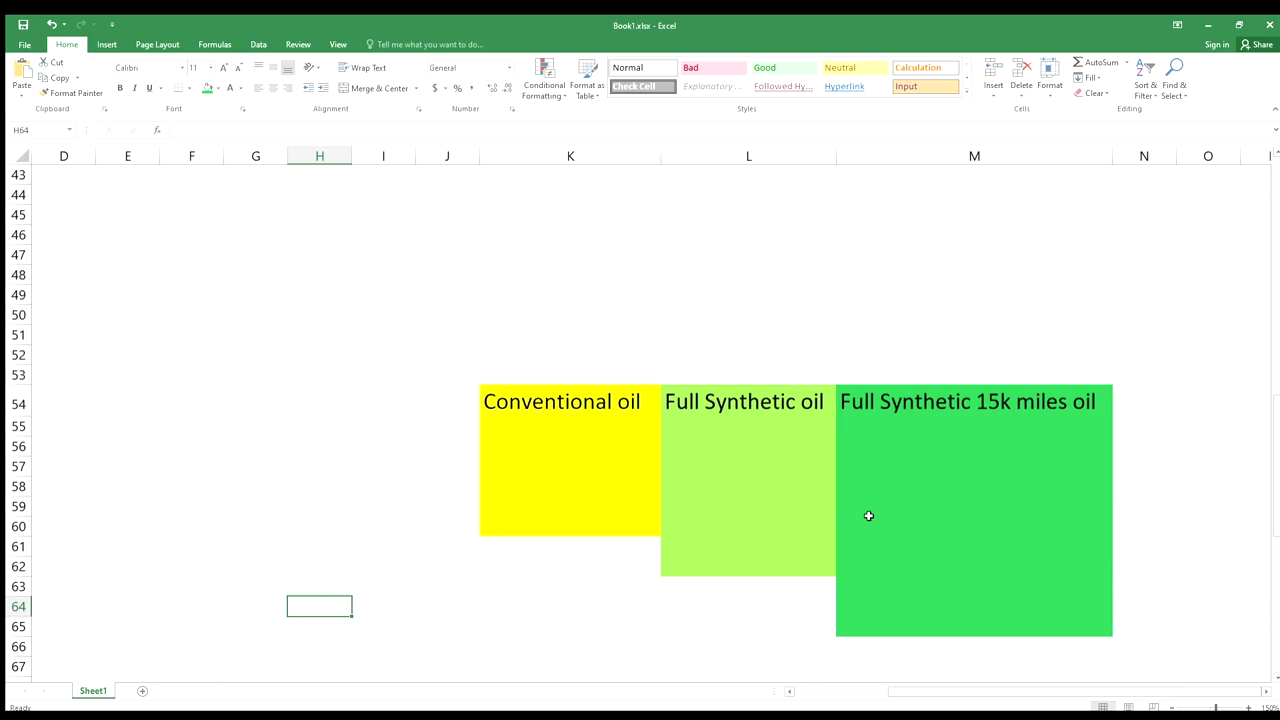 Book1.xlsx - Excel
File Home Insert Page Layout Formulas Data Review View Tell me what you want to do... Sign in Share
Paste
Cut
Copy
Format Painter
Clipboard
Calibri 11
B I U A
Font
Wrap Text
Merge & Center
Alignment
General
$ % ,
Number
Conditional Formatting
Format as Table
Normal Bad Good Neutral Calculation
Check Cell Explanatory ... Followed Hy... Hyperlink Input
Styles
Insert Delete Format
Cells
AutoSum
Fill
Clear
Sort & Filter
Find & Select
Editing
H64 fx
D E F G H I J K L M N O
43
44
45
46
47
48
49
50
51
52
53
54 Conventional oil Full Synthetic oil Full Synthetic 15k miles oil
55
56
57
58
59
60
61
62
63
64
65
66
67
Sheet1
Ready 150%